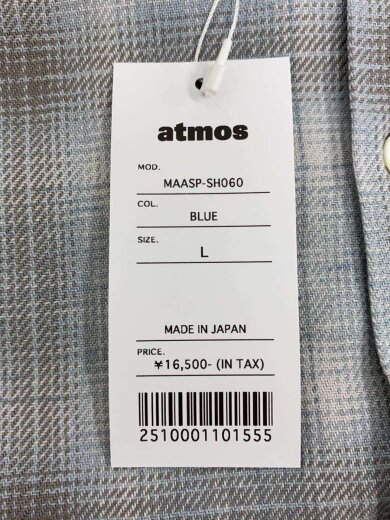 atmos
MOD.
MAASP-SH060
COL.
BLUE
SIZE.
L
MADE IN JAPAN
PRICE.
¥16,500- (IN TAX)
2510001101555